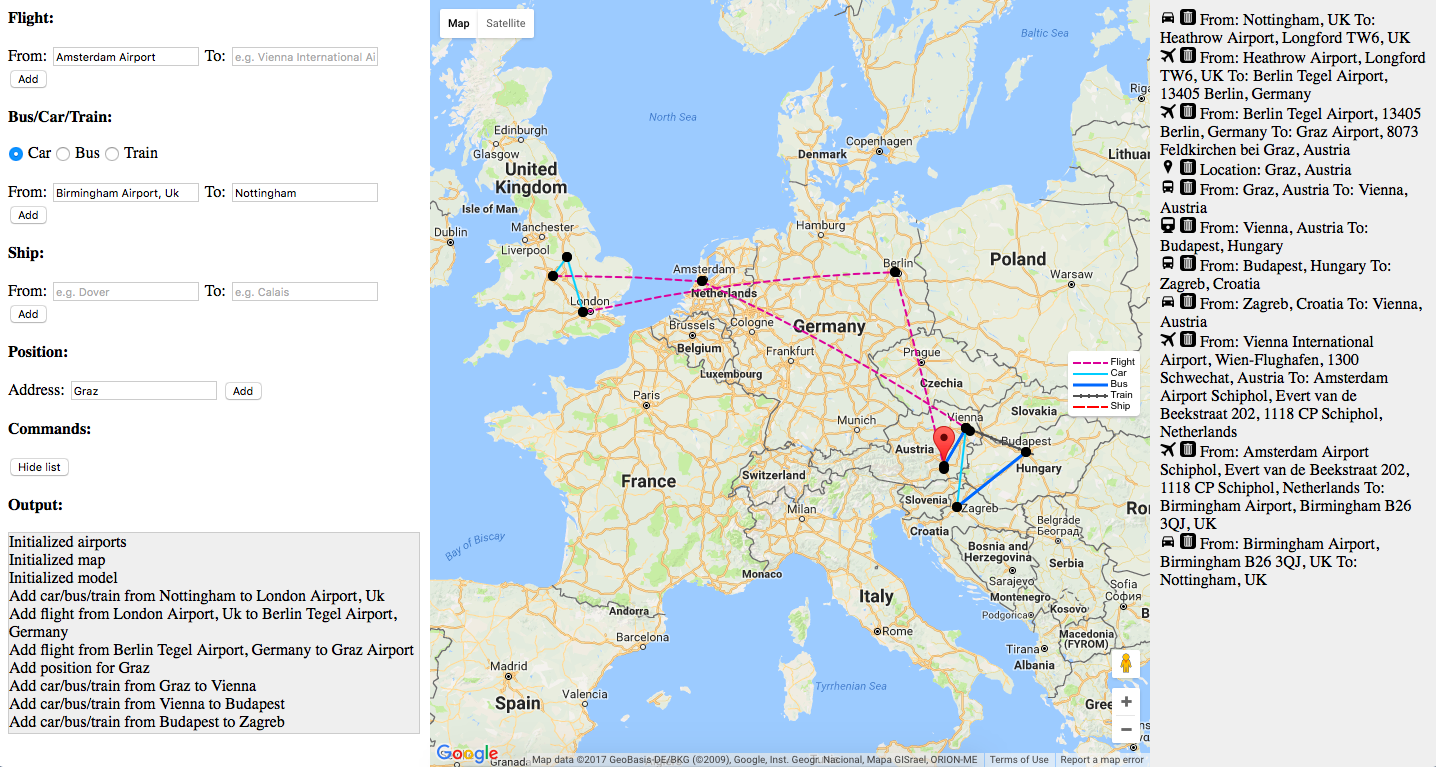 Flight:
From: Amsterdam Airport To: e.g. Vienna International Ai
Add
Bus/Car/Train:
Car Bus Train
From: Birmingham Airport, Uk To: Nottingham
Add
Ship:
From: e.g. Dover To: e.g. Calais
Add
Position:
Address: Graz Add
Commands:
Hide list
Output:
Initialized airports
Initialized map
Initialized model
Add car/bus/train from Nottingham to London Airport, Uk
Add flight from London Airport, Uk to Berlin Tegel Airport,
Germany
Add flight from Berlin Tegel Airport, Germany to Graz Airport
Add position for Graz
Add car/bus/train from Graz to Vienna
Add car/bus/train from Vienna to Budapest
Add car/bus/train from Budapest to Zagreb
Map Satellite
Baltic Sea
North Sea
Edinburgh
Glasgow
United
Kingdom
Isle of Man
Dublin
Manchester
Liverpool
London
Copenhagen
Denmark
Riga
Lithuan
Hamburg
Berlin
Poland
Warsaw
Amsterdam
Netherlands
Brussels
Belgium
Cologne
Germany
Frankfurt
Luxembourg
Prague
Czechia
Paris
Munich
Vienna
Slovakia
Austria
Budapest
Hungary
France
Switzerland
Slovenia
Zagreb
Croatia
Milan
Ro
Belgrade
Београд
Bosnia and
Herzegovina
Serbia
Bay of Biscay
Monaco
Sarajevo
Sofia
София
Montenegro
Kosovo
Italy
Podgorica
B
Andorra
Macedonia
(FYROM)
Barcelona
Rome
Tirana
Albania
Madrid
Valencia
Spain
Tyrrhenian Sea
Gree
Granada
Flight
Car
Bus
Train
Ship
+
−
Google
Map data ©2017 GeoBasis-DE/BKG (©2009), Google, Inst. Geogr. Nacional, Mapa GISrael, ORION-ME Terms of Use Report a map error
From: Nottingham, UK To:
Heathrow Airport, Longford TW6, UK
From: Heathrow Airport, Longford
TW6, UK To: Berlin Tegel Airport,
13405 Berlin, Germany
From: Berlin Tegel Airport, 13405
Berlin, Germany To: Graz Airport, 8073
Feldkirchen bei Graz, Austria
Location: Graz, Austria
From: Graz, Austria To: Vienna,
Austria
From: Vienna, Austria To:
Budapest, Hungary
From: Budapest, Hungary To:
Zagreb, Croatia
From: Zagreb, Croatia To: Vienna,
Austria
From: Vienna International
Airport, Wien-Flughafen, 1300
Schwechat, Austria To: Amsterdam
Airport Schiphol, Evert van de
Beekstraat 202, 1118 CP Schiphol,
Netherlands
From: Amsterdam Airport
Schiphol, Evert van de Beekstraat 202,
1118 CP Schiphol, Netherlands To:
Birmingham Airport, Birmingham B26
3QJ, UK
From: Birmingham Airport,
Birmingham B26 3QJ, UK To:
Nottingham, UK